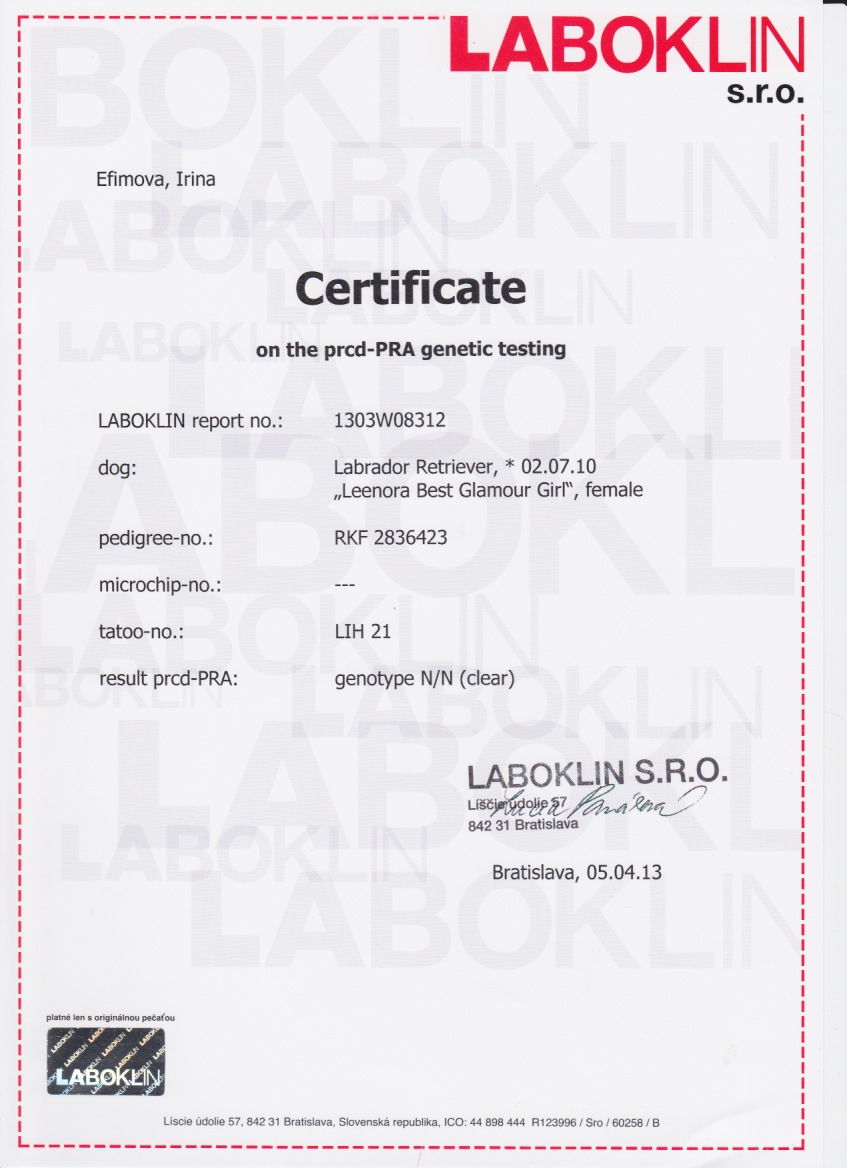 LABOKLIN
s.r.o.
Efimova, Irina
Certificate
on the prcd-PRA genetic testing
LABOKLIN report no.: 1303W08312
dog: Labrador Retriever, * 02.07.10
„Leenora Best Glamour Girl“, female
pedigree-no.: RKF 2836423
microchip-no.: ---
tatoo-no.: LIH 21
result prcd-PRA: genotype N/N (clear)
LABOKLIN S.R.O.
Líščie údolie 57
842 31 Bratislava
Bratislava, 05.04.13
platné len s originálnou pečaťou
LABOKLIN
Líscie údolie 57, 842 31 Bratislava, Slovenská republika, ICO: 44 898 444 R123996 / Sro / 60258 / B